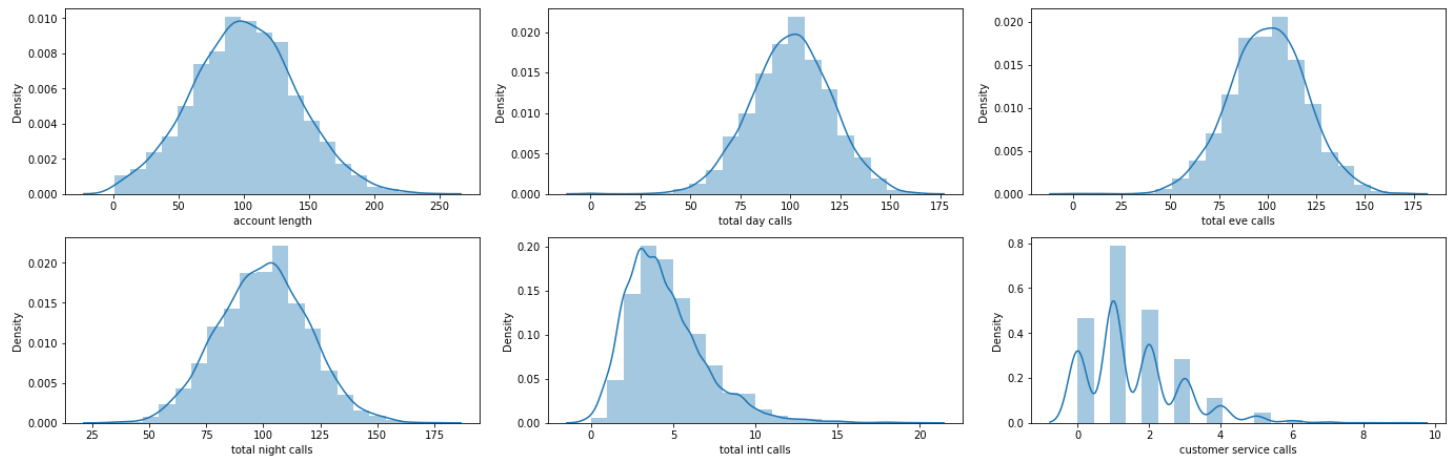 0.010
0.008
0.006
0.004
0.002
0.000
Density
0 50 100 150 200 250
account length
0.020
0.015
0.010
0.005
0.000
Density
0 25 50 75 100 125 150 175
total day calls
0.020
0.015
0.010
0.005
0.000
Density
0 25 50 75 100 125 150 175
total eve calls
0.020
0.015
0.010
0.005
0.000
Density
25 50 75 100 125 150 175
total night calls
0.20
0.15
0.10
0.05
0.00
Density
0 5 10 15 20
total intl calls
0.8
0.6
0.4
0.2
0.0
Density
0 2 4 6 8 10
customer service calls